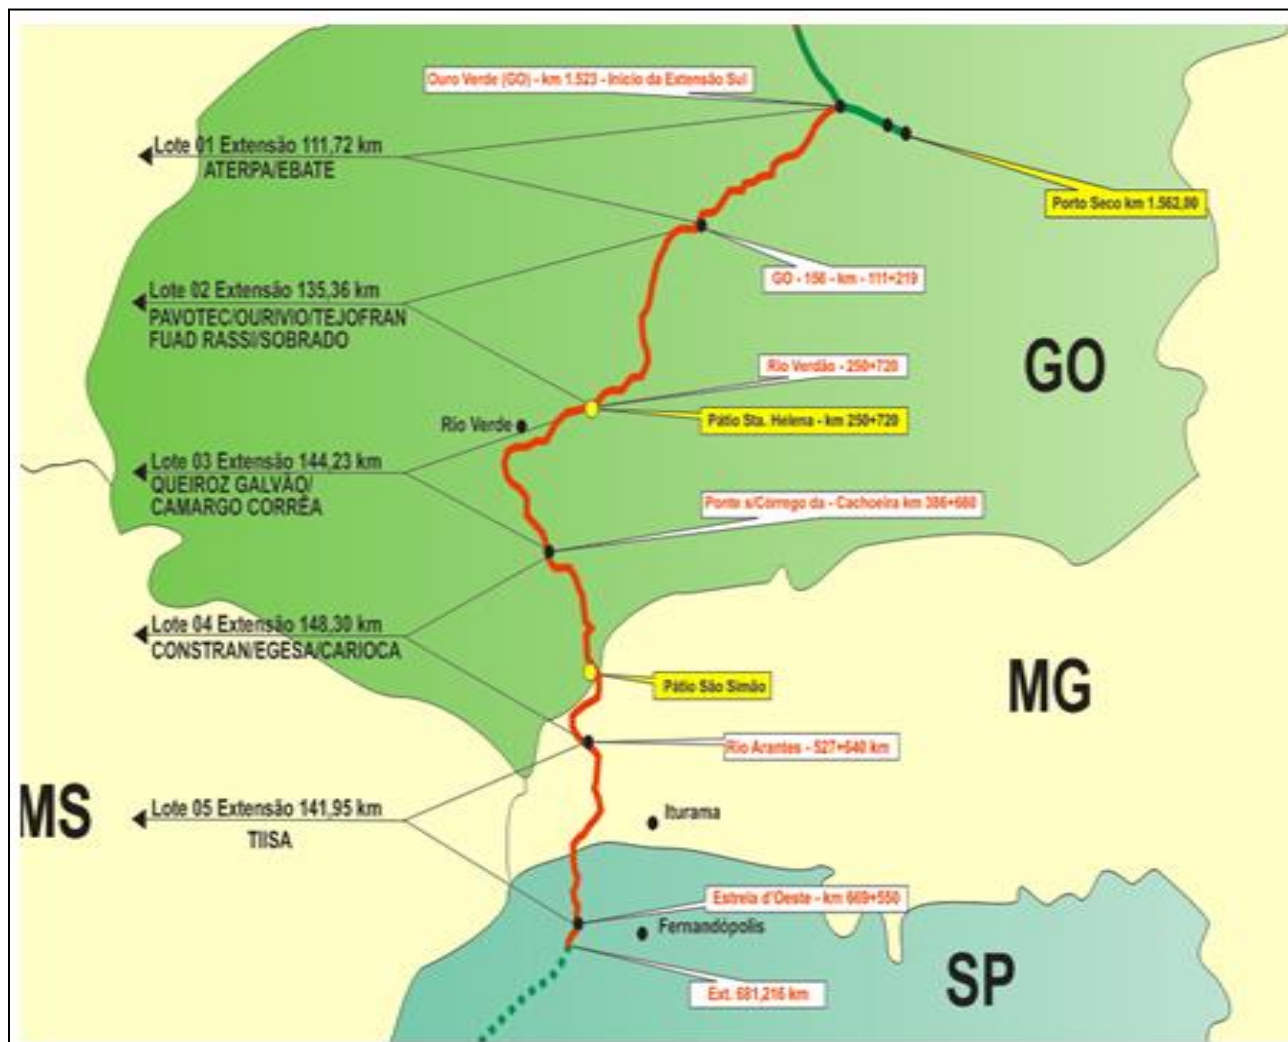 Ouro Verde (GO) - km 1.523 - Início da Extensão Sul
Lote 01 Extensão 111,72 km
ATERPA/EBATE
Porto Seco km 1.562,00
GO - 156 - km - 111+219
Lote 02 Extensão 135,36 km
PAVOTEC/OURIVIO/TEJOFRAN
FUAD RASSI/SOBRADO
GO
Rio Verdão - 250+720
Pátio Sta. Helena - km 250+720
Rio Verde
Lote 03 Extensão 144,23 km
QUEIROZ GALVÃO/
CAMARGO CORRÊA
Ponte s/Córrego da - Cachoeira km 386+660
Lote 04 Extensão 148,30 km
CONSTRAN/EGESA/CARIOCA
Pátio São Simão
MG
Rio Arantes - 527+640 km
MS
Lote 05 Extensão 141,95 km
TIISA
Iturama
Estrela d'Oeste - km 669+550
Fernandópolis
SP
Ext. 681,216 km